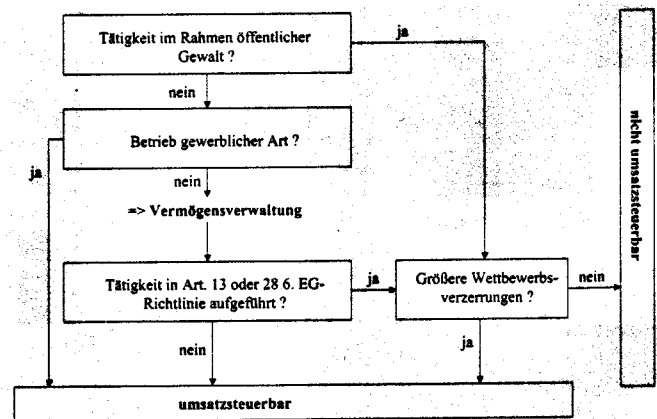 Tätigkeit im Rahmen öffentlicher
Gewalt ?
ja
nein
Betrieb gewerblicher Art ?
ja
nein
=> Vermögensverwaltung
Tätigkeit in Art. 13 oder 28 6. EG-
Richtlinie aufgeführt ?
ja
Größere Wettbewerbs-
verzerrungen ?
nein
nicht umsatzsteuerbar
nein
ja
umsatzsteuerbar